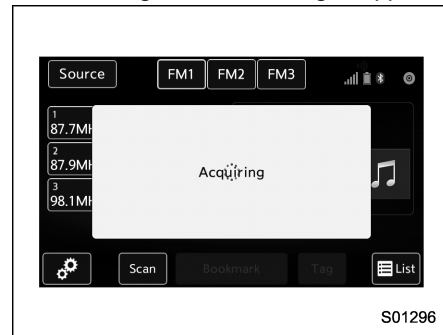 Source FM1 FM2 FM3
1
87.7MH
2
87.9MH
3
98.1MH
Acquiring
Scan Bookmark Tag List
S01296